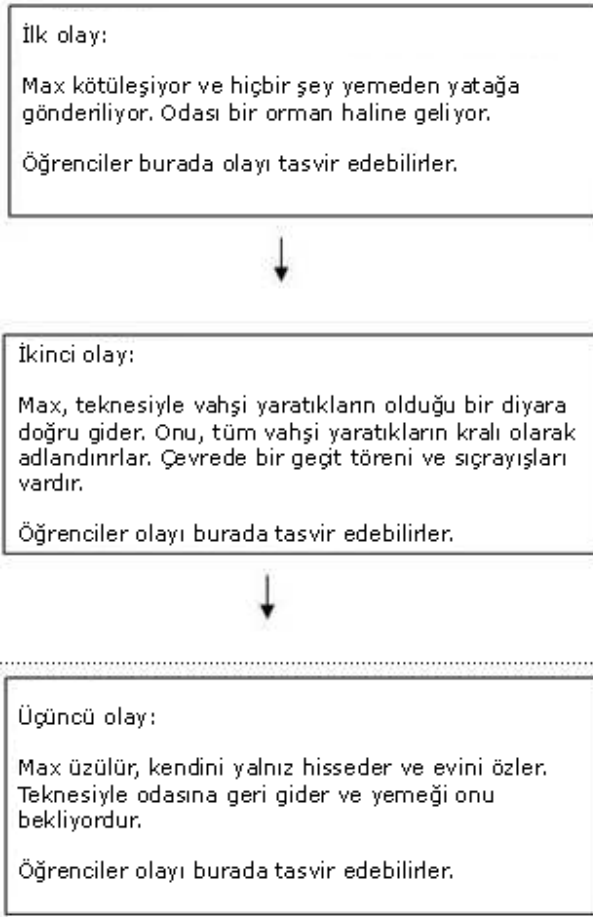 İlk olay:
Max kötüleşiyor ve hiçbir şey yemeden yatağa
gönderiliyor. Odası bir orman haline geliyor.
Öğrenciler burada olayı tasvir edebilirler.
İkinci olay:
Max, teknesiyle vahşi yaratıkların olduğu bir diyara
doğru gider. Onu, tüm vahşi yaratıkların kralı olarak
adlandırırlar. Çevrede bir geçit töreni ve sıçrayışları
vardır.
Öğrenciler olayı burada tasvir edebilirler.
Üçüncü olay:
Max üzülür, kendini yalnız hisseder ve evini özler.
Teknesiyle odasına geri gider ve yemeği onu
bekliyordur.
Öğrenciler olayı burada tasvir edebilirler.